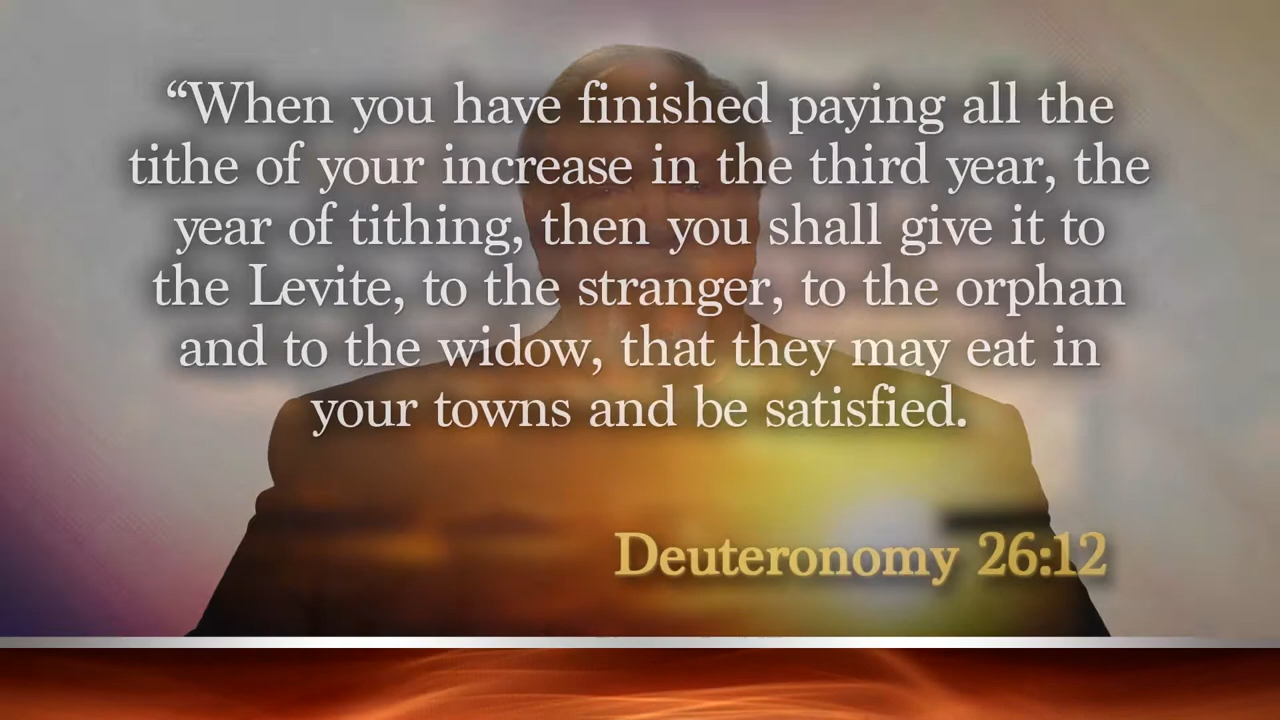 “When you have finished paying all the
tithe of your increase in the third year, the
year of tithing, then you shall give it to
the Levite, to the stranger, to the orphan
and to the widow, that they may eat in
your towns and be satisfied.
Deuteronomy 26:12